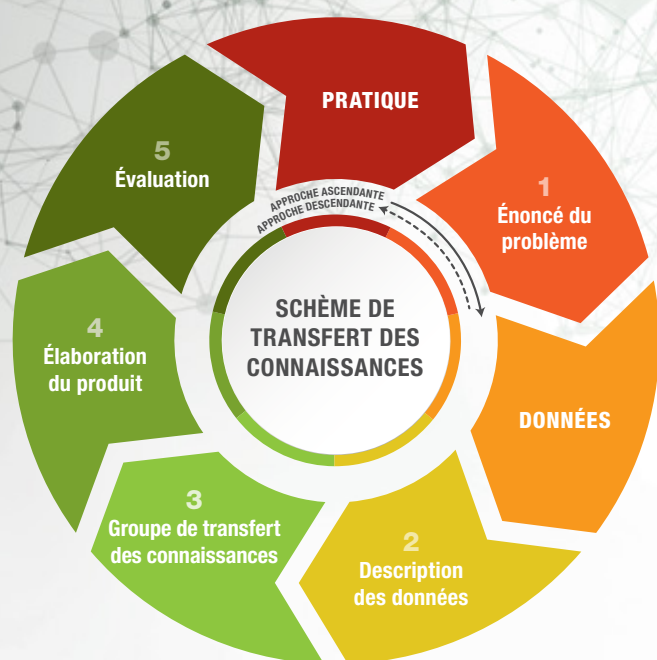 PRATIQUE
1
Énoncé du
problème
DONNÉES
2
Description
des données
3
Groupe de transfert
des connaissances
4
Élaboration
du produit
5
Évaluation
APPROCHE ASCENDANTE
APPROCHE DESCENDANTE
SCHÈME DE
TRANSFERT DES
CONNAISSANCES